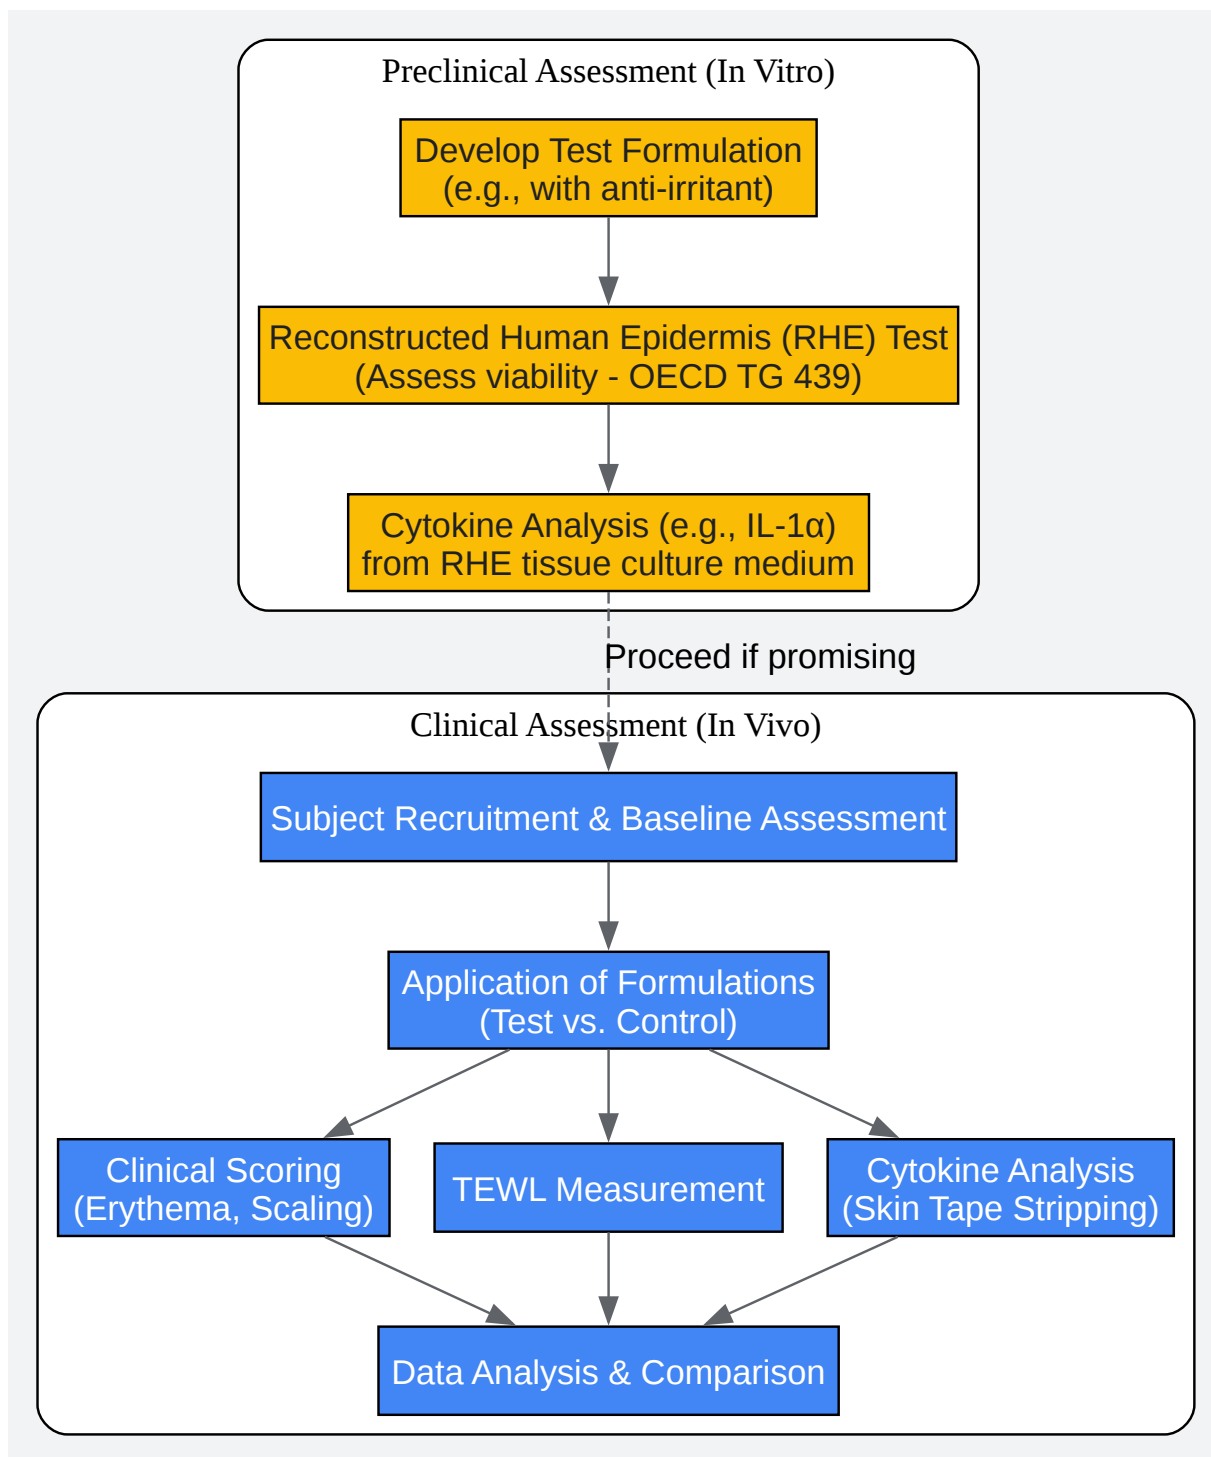 Preclinical Assessment (In Vitro)
Develop Test Formulation
(e.g., with anti-irritant)
Reconstructed Human Epidermis (RHE) Test
(Assess viability - OECD TG 439)
Cytokine Analysis (e.g., IL-1α)
from RHE tissue culture medium
Proceed if promising
Clinical Assessment (In Vivo)
Subject Recruitment & Baseline Assessment
Application of Formulations
(Test vs. Control)
Clinical Scoring
(Erythema, Scaling)
TEWL Measurement
Cytokine Analysis
(Skin Tape Stripping)
Data Analysis & Comparison